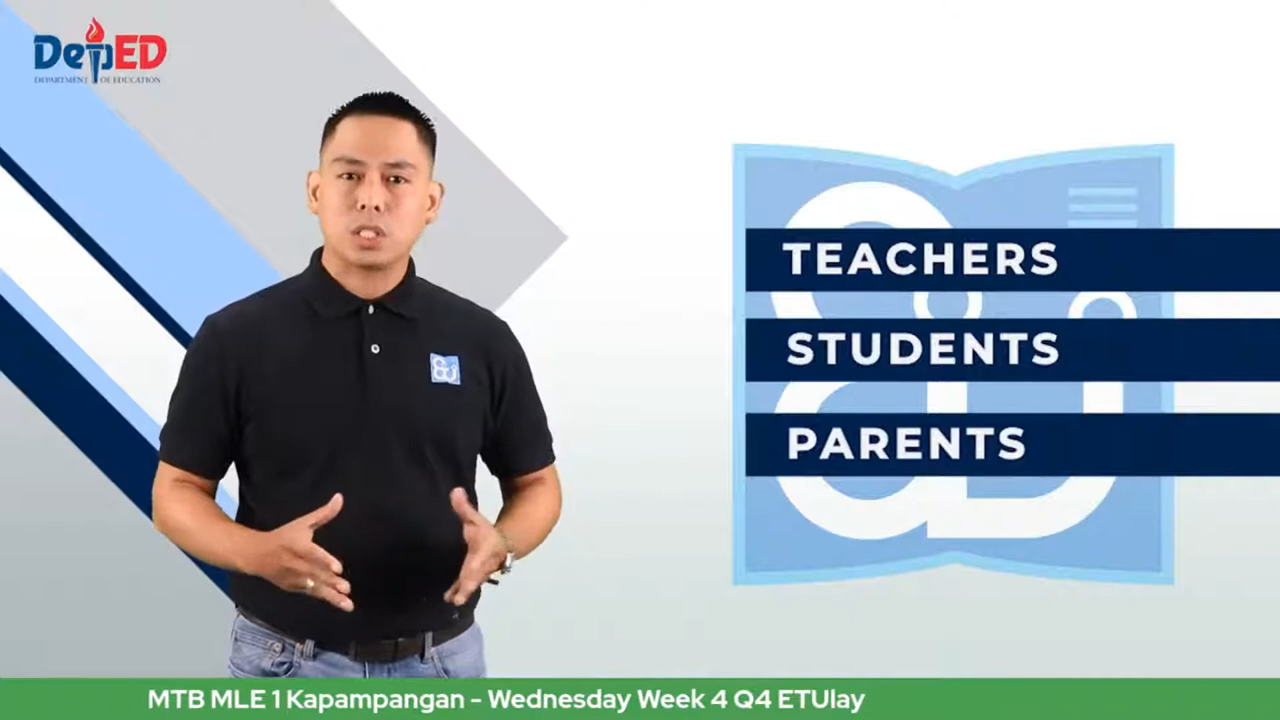 DepED
DEPARTMENT OF EDUCATION
TEACHERS
STUDENTS
PARENTS
MTB MLE 1 Kapampangan - Wednesday Week 4 Q4 ETUlay